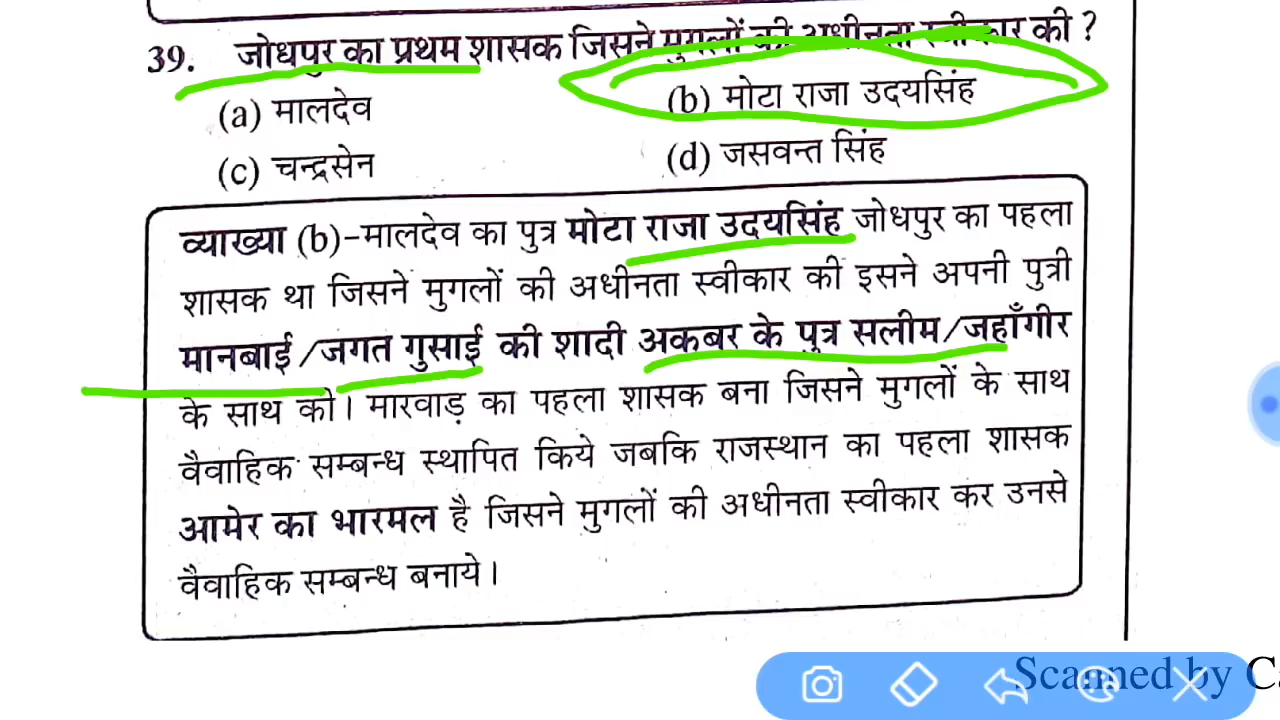 39. जोधपुर का प्रथम शासक जिसने मुगलों की अधीनता स्वीकार की ?
(a) मालदेव (b) मोटा राजा उदयसिंह
(c) चन्द्रसेन (d) जसवन्त सिंह
व्याख्या (b)-मालदेव का पुत्र मोटा राजा उदयसिंह जोधपुर का पहला
शासक था जिसने मुगलों की अधीनता स्वीकार की इसने अपनी पुत्री
मानबाई/जगत गुसाई की शादी अकबर के पुत्र सलीम/जहाँगीर
के साथ को। मारवाड़ का पहला शासक बना जिसने मुगलों के साथ
वैवाहिक सम्बन्ध स्थापित किये जबकि राजस्थान का पहला शासक
आमेर का भारमल है जिसने मुगलों की अधीनता स्वीकार कर उनसे
वैवाहिक सम्बन्ध बनाये।
Scanned by